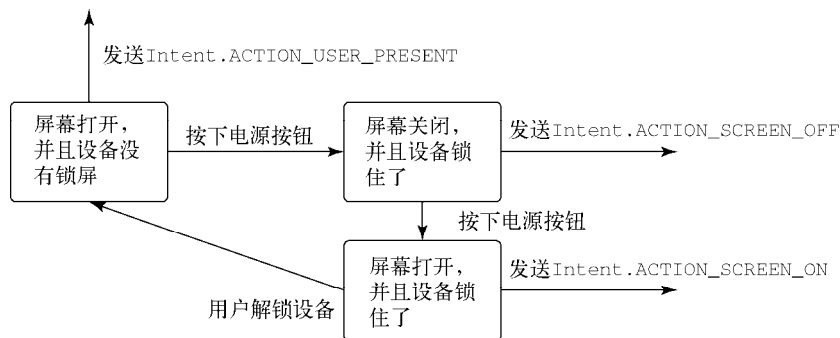 发送Intent.ACTION_USER_PRESENT
屏幕打开，
并且设备没
有锁屏
按下电源按钮
屏幕关闭，
并且设备锁
住了
发送Intent.ACTION_SCREEN_OFF
按下电源按钮
屏幕打开，
并且设备锁
住了
发送Intent.ACTION_SCREEN_ON
用户解锁设备